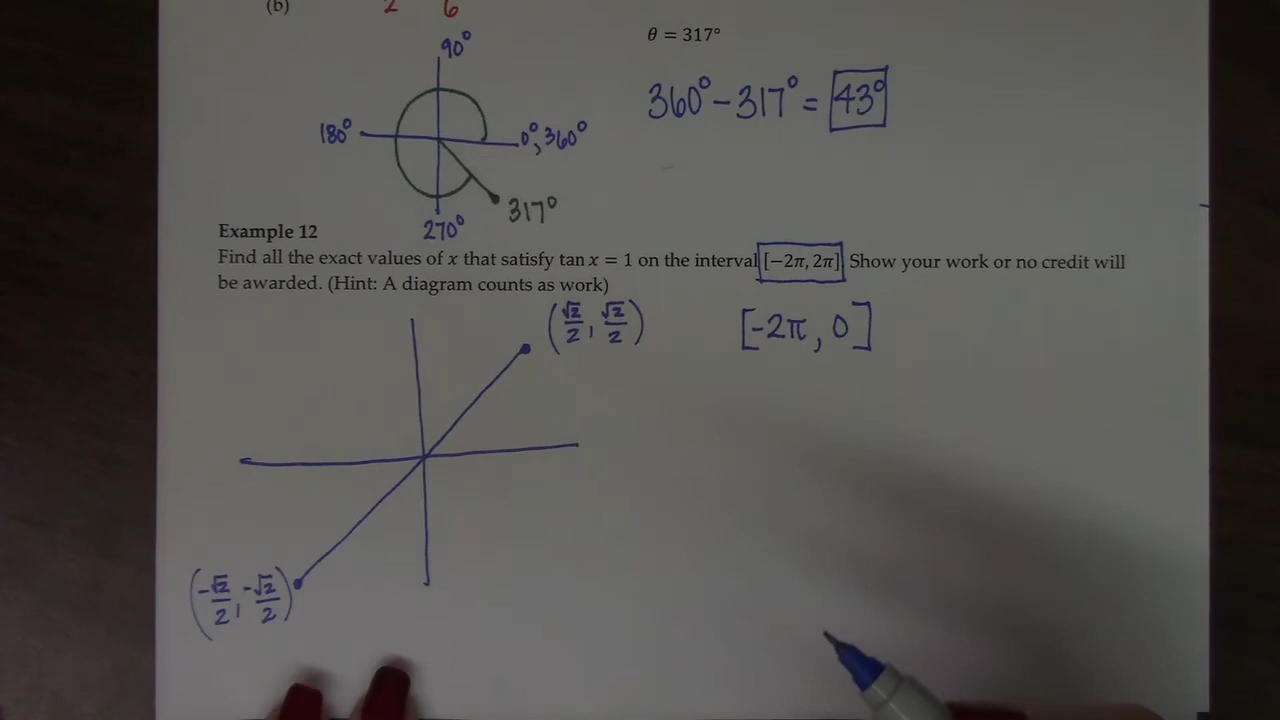 (b) 2 6
θ = 317°
90°
360° - 317° = 43°
180°
0°, 360°
317°
270°
Example 12
Find all the exact values of x that satisfy tan x = 1 on the interval [−2π, 2π]. Show your work or no credit will
be awarded. (Hint: A diagram counts as work)
(√2/2, √2/2)
[-2π, 0]
(-√2/2, -√2/2)